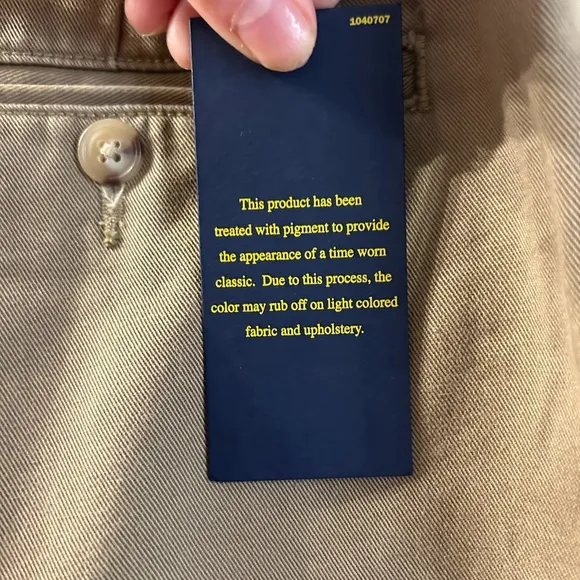 1040707
This product has been
treated with pigment to provide
the appearance of a time worn
classic. Due to this process, the
color may rub off on light colored
fabric and upholstery.